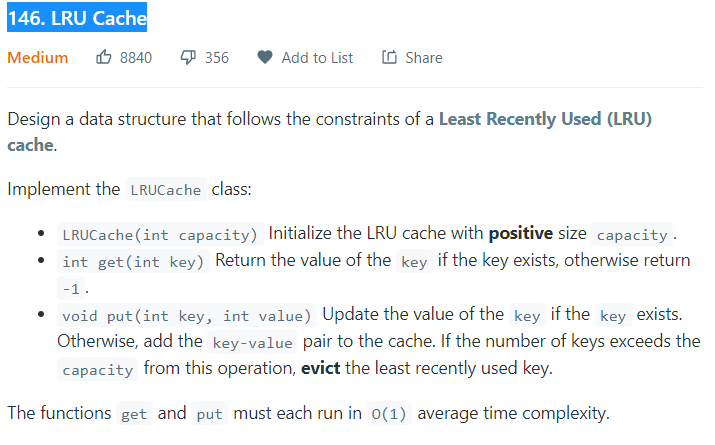 146. LRU Cache
Medium 8840 356 Add to List Share
Design a data structure that follows the constraints of a Least Recently Used (LRU)
cache.
Implement the LRUCache class:
• LRUCache(int capacity) Initialize the LRU cache with positive size capacity.
• int get(int key) Return the value of the key if the key exists, otherwise return
-1.
• void put(int key, int value) Update the value of the key if the key exists.
Otherwise, add the key-value pair to the cache. If the number of keys exceeds the
capacity from this operation, evict the least recently used key.
The functions get and put must each run in O(1) average time complexity.